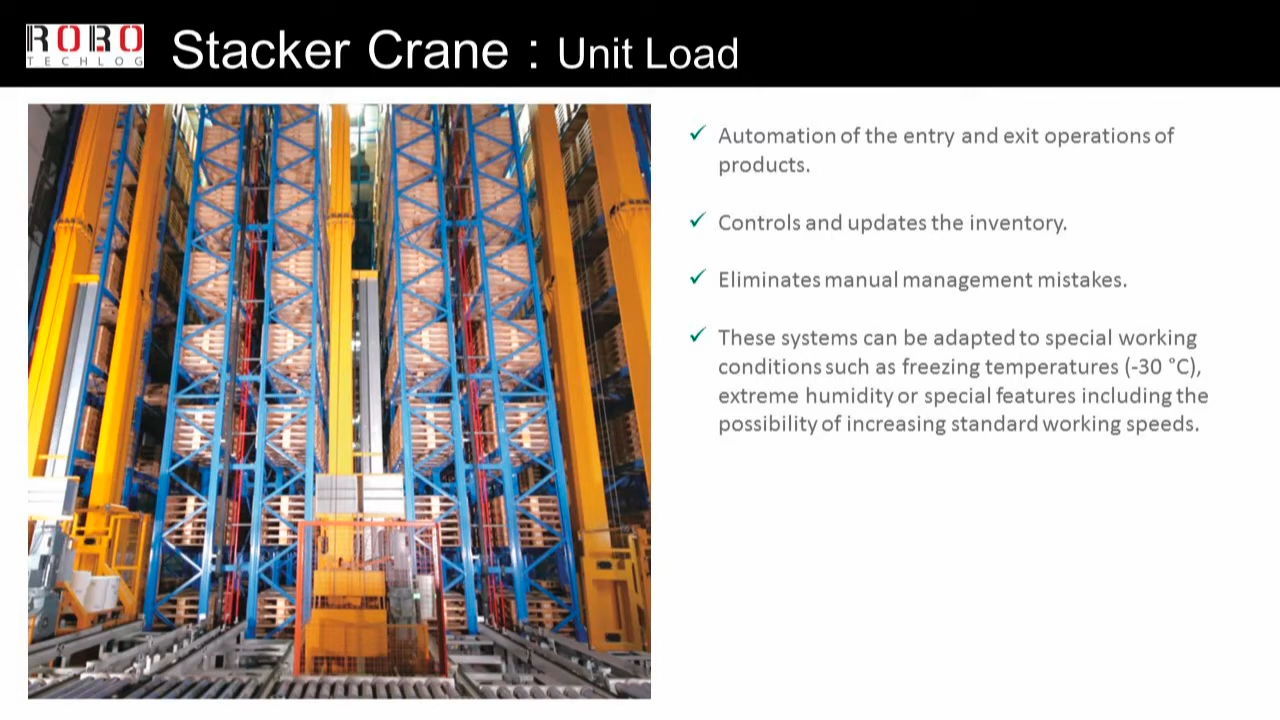 RORO
TECHLOG
Stacker Crane : Unit Load
✓ Automation of the entry and exit operations of
products.
✓ Controls and updates the inventory.
✓ Eliminates manual management mistakes.
✓ These systems can be adapted to special working
conditions such as freezing temperatures (-30 °C),
extreme humidity or special features including the
possibility of increasing standard working speeds.